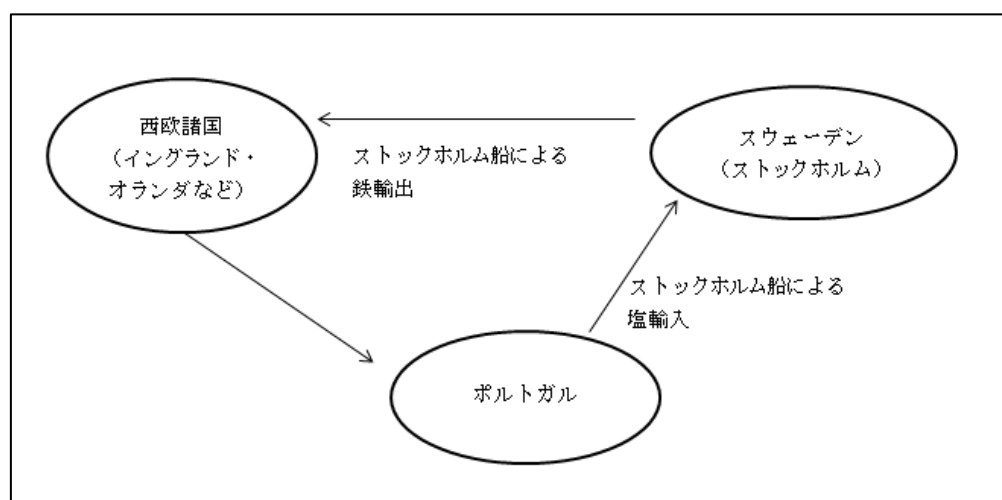 西欧諸国
(イングランド・
オランダなど)
ストックホルム船による
鉄輸出
スウェーデン
(ストックホルム)
ストックホルム船による
塩輸入
ポルトガル